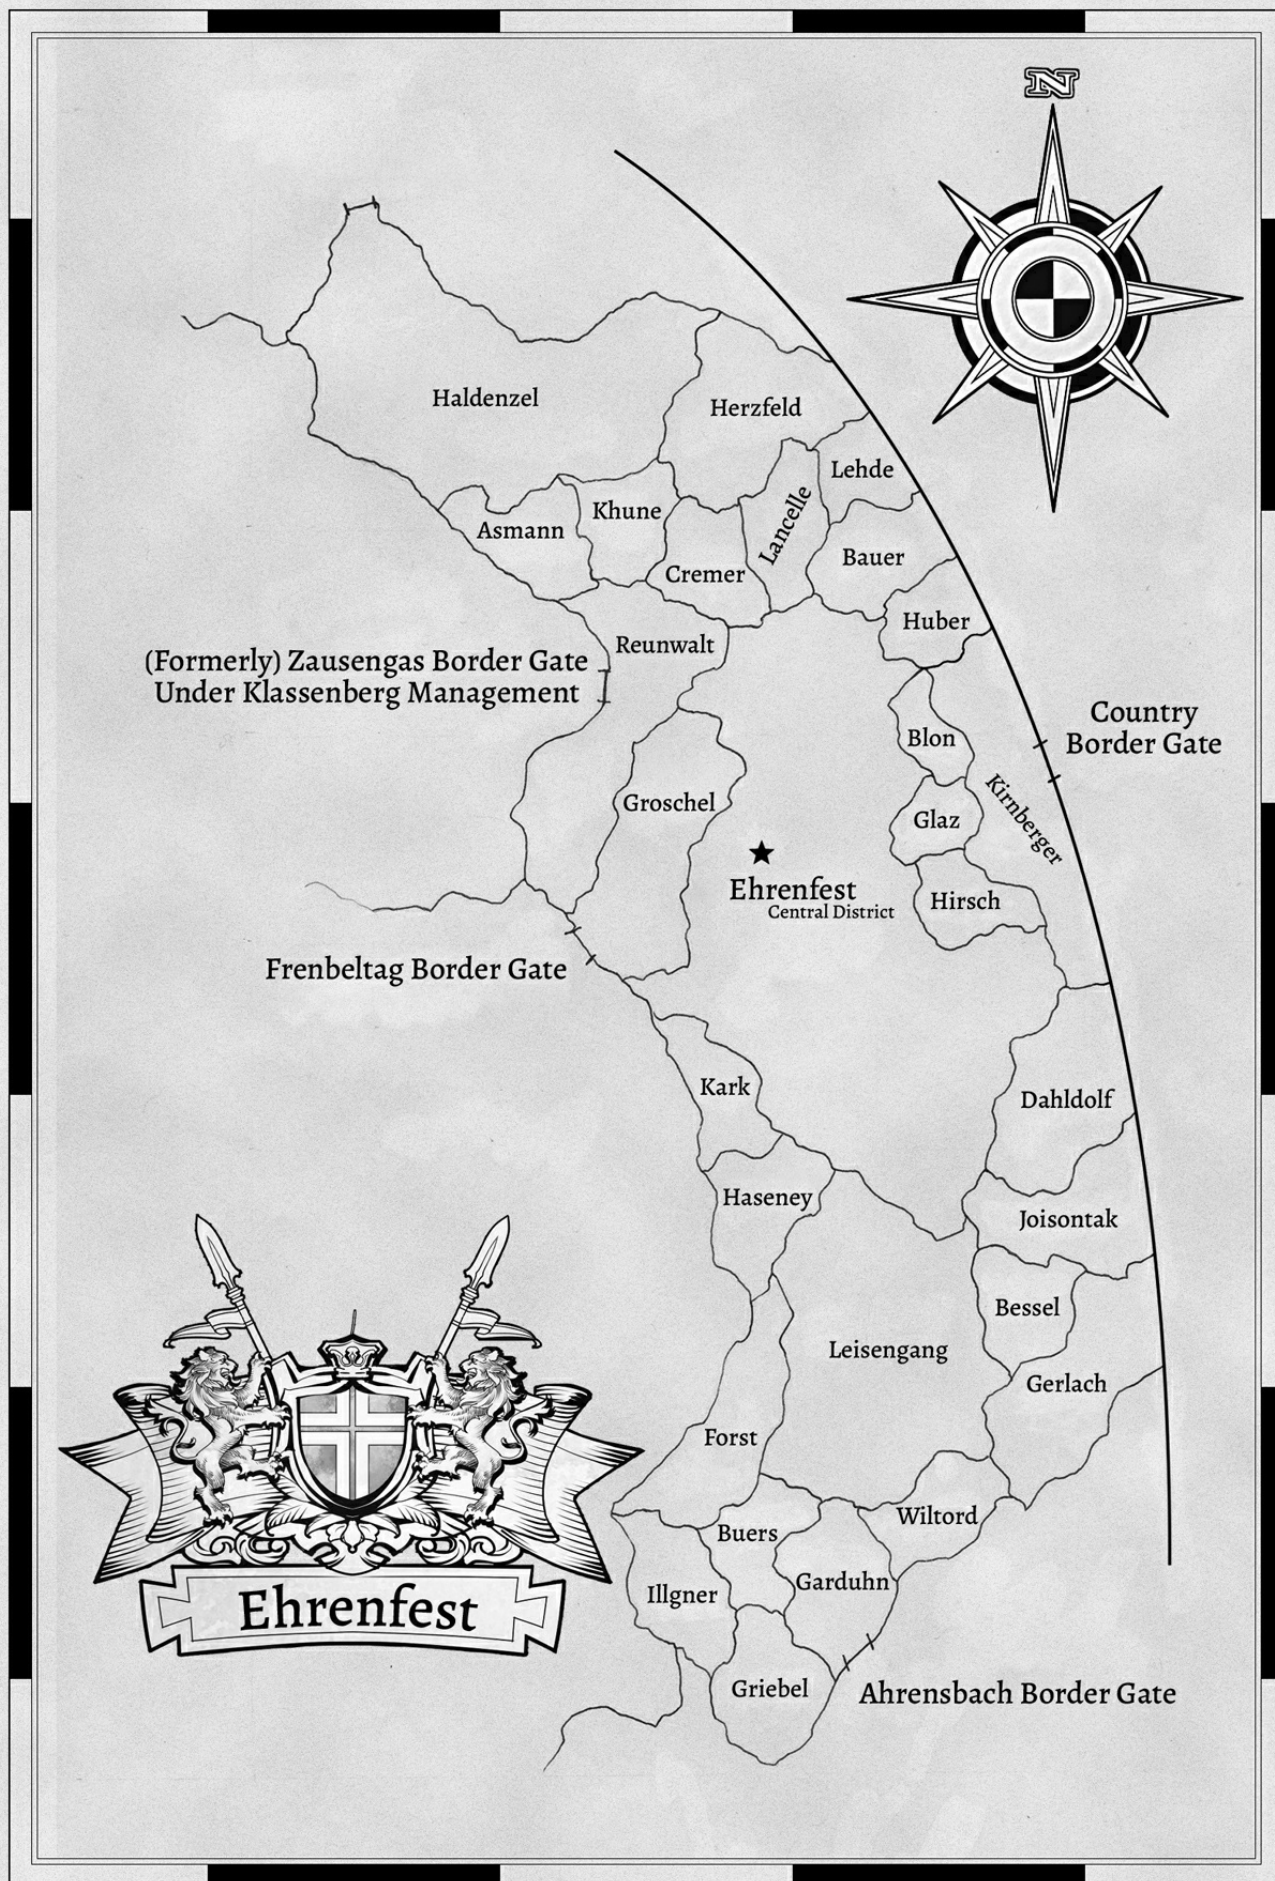 N
Haldenzel
Herzfeld
Lehde
Lancelle
Khune
Asmann
Bauer
Cremer
Huber
Reunwalt
(Formerly) Zausengas Border Gate
Under Klassenberg Management
Country
Border Gate
Blon
Kirnberger
Groschel
Glaz
Ehrenfest
Central District
Hirsch
Frenbeltag Border Gate
Kark
Dahldolf
Haseney
Joisontak
Bessel
Leisengang
Gerlach
Forst
Wiltord
Buers
Garduhn
Illgner
Ehrenfest
Griebel
Ahrensbach Border Gate